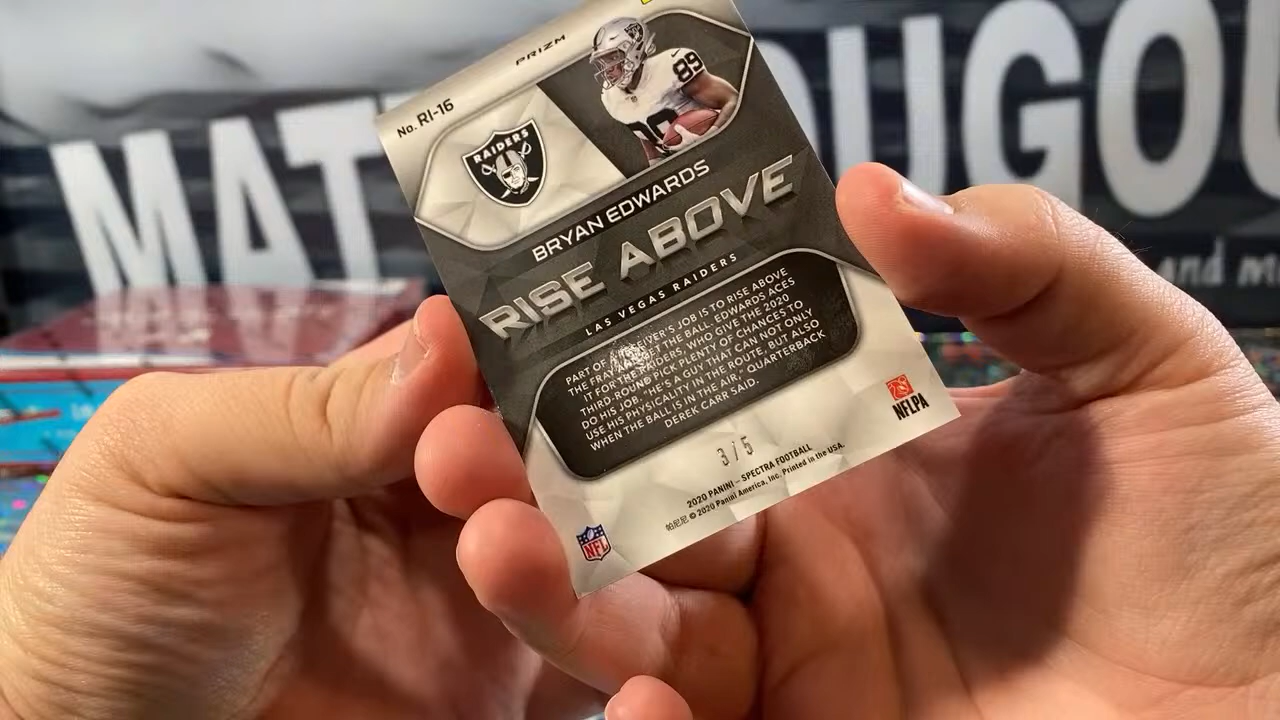 MAT
OUGOU
and m
PRIZM
No. RI-16
RAIDERS
89
BRYAN EDWARDS
RISE ABOVE
LAS VEGAS RAIDERS
PART OF A RECEIVER'S JOB IS TO RISE ABOVE
THE FRAY AND GET THE BALL. EDWARDS ACES
IT FOR THE RAIDERS, WHO GIVE THE 2020
THIRD-ROUND PICK PLENTY OF CHANCES TO
DO HIS JOB. "HE'S A GUY THAT CAN NOT ONLY
USE HIS PHYSICALITY IN THE ROUTE, BUT ALSO
WHEN THE BALL IS IN THE AIR," QUARTERBACK
DEREK CARR SAID.
3/5
2020 PANINI – SPECTRA FOOTBALL
帕尼尼 © 2020 Panini America, Inc. Printed in the USA.
NFL
NFLPA